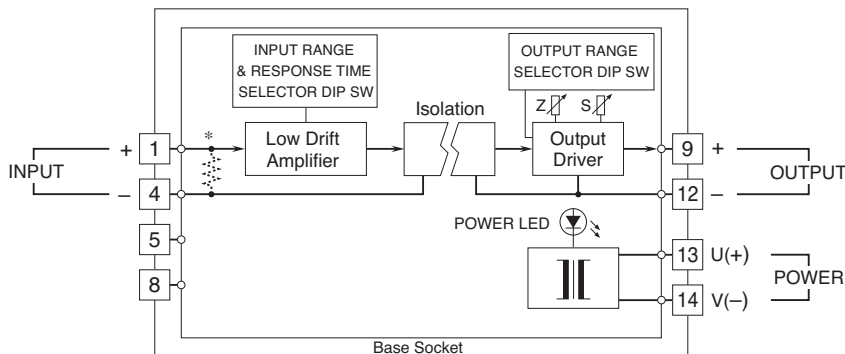 INPUT RANGE
& RESPONSE TIME
SELECTOR DIP SW
OUTPUT RANGE
SELECTOR DIP SW
Isolation
Z
S
INPUT
+
1
*
Low Drift
Amplifier
Output
Driver
9
+
OUTPUT
–
4
12
–
5
POWER LED
13
U(+)
8
POWER
14
V(–)
Base Socket